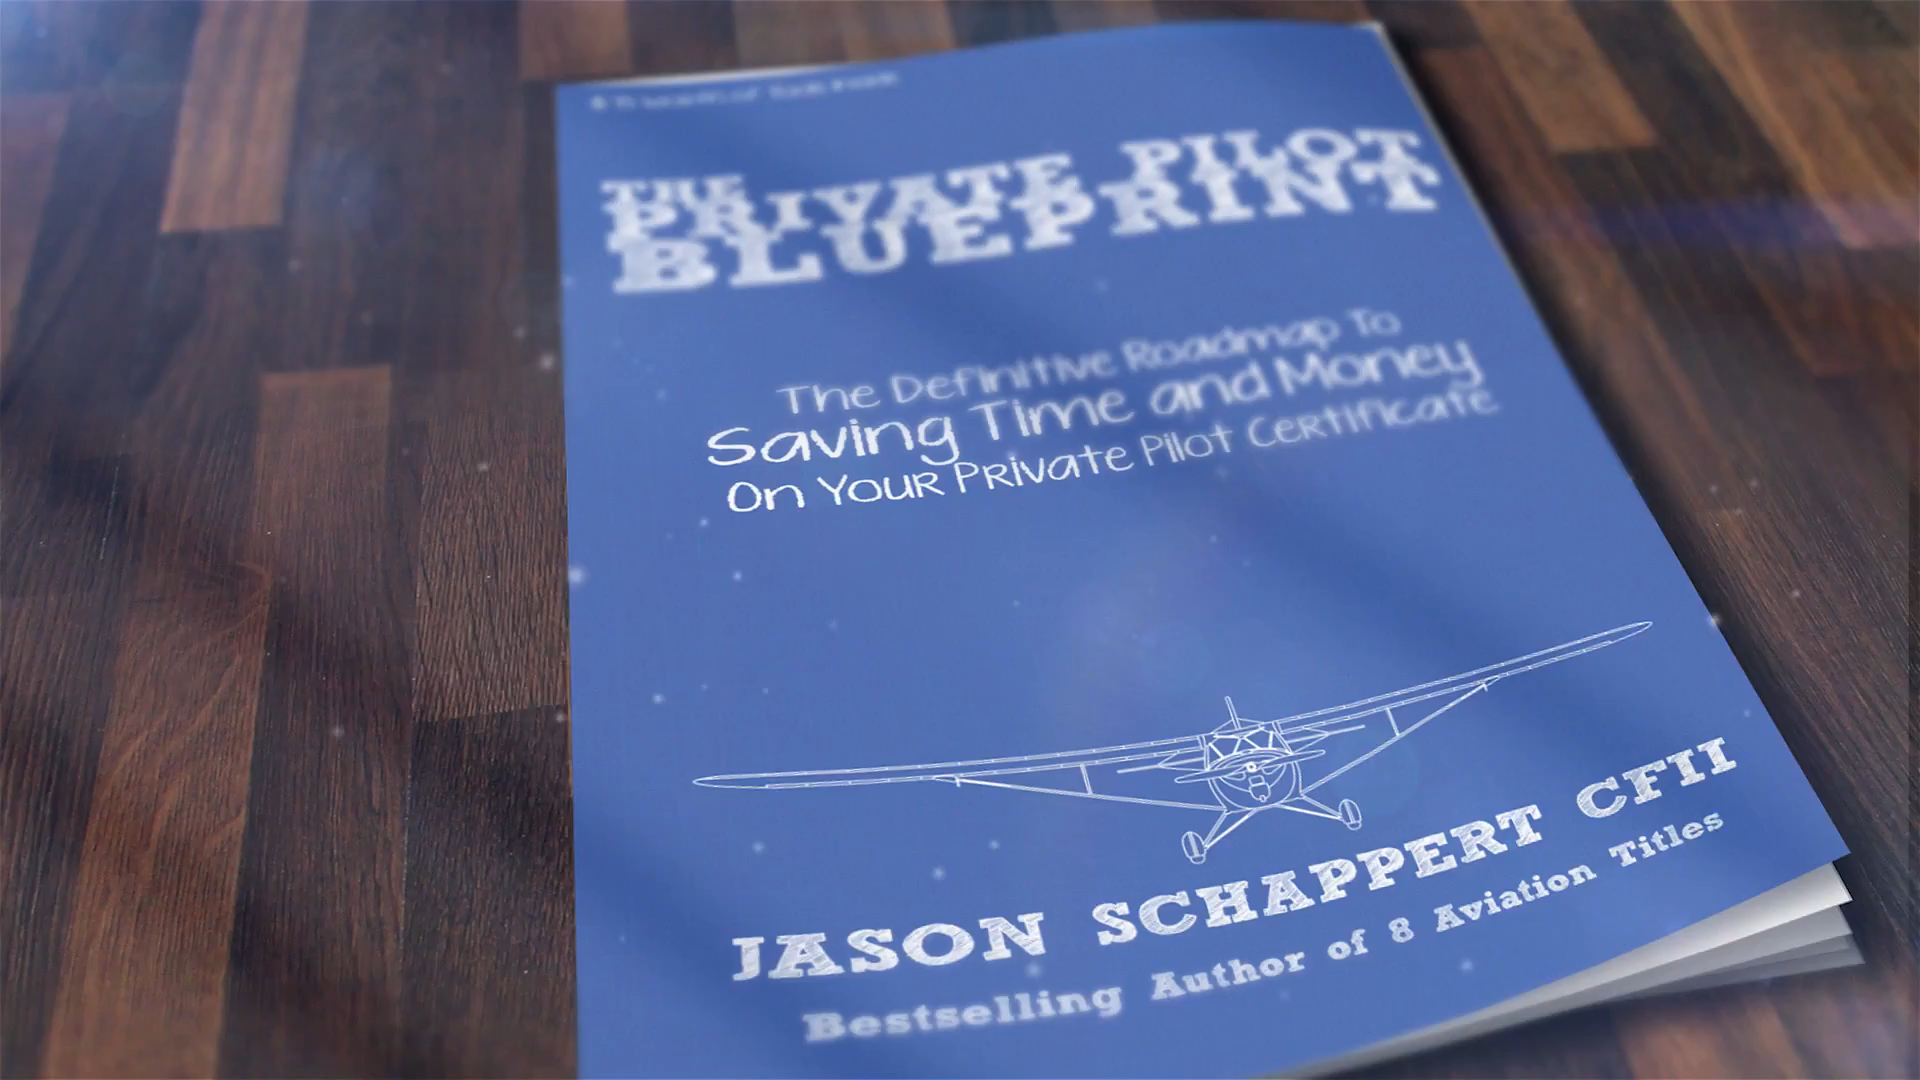 THE
PRIVATE PILOT
BLUEPRINT
The Definitive Roadmap To
Saving Time and Money
On Your Private Pilot Certificate
JASON SCHAPPERT CFII
Bestselling Author of 8 Aviation Titles